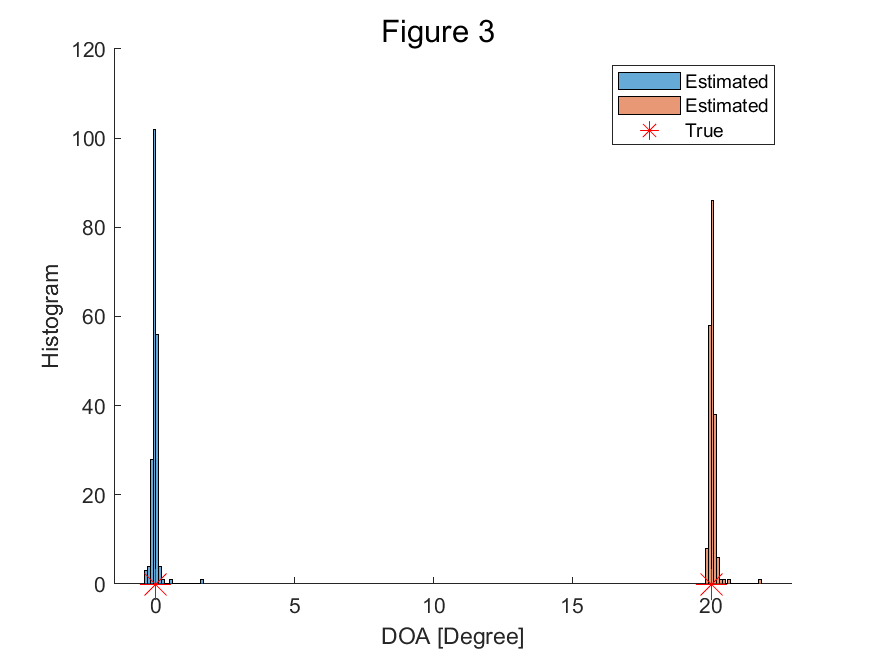 Figure 3
Estimated
Estimated
True
Histogram
120
100
80
60
40
20
0
0 5 10 15 20
DOA [Degree]